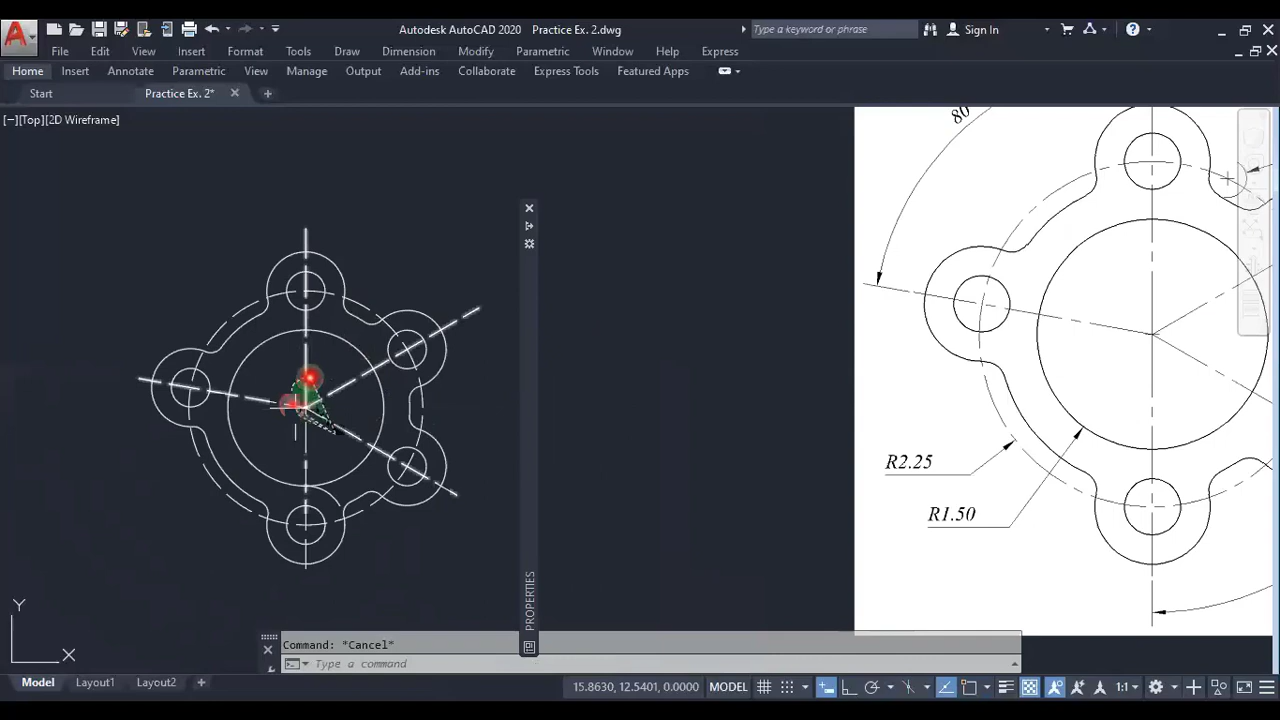 Autodesk AutoCAD 2020 Practice Ex. 2.dwg
Type a keyword or phrase
Sign In
File Edit View Insert Format Tools Draw Dimension Modify Parametric Window Help Express
Home Insert Annotate Parametric View Manage Output Add-ins Collaborate Express Tools Featured Apps
Start Practice Ex. 2*
[−][Top][2D Wireframe]
80
R2.25
R1.50
PROPERTIES
Y
X
Command: *Cancel*
Type a command
Model Layout1 Layout2
15.8630, 12.5401, 0.0000 MODEL 1:1